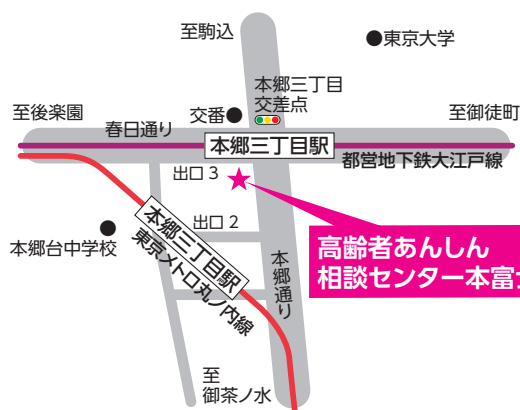 至駒込
●東京大学
本郷三丁目
交差点
至後楽園
交番●
至御徒町
春日通り
本郷三丁目駅
都営地下鉄大江戸線
出口3
本郷三丁目駅
出口2
本郷台中学校
東京メトロ丸ノ内線
本郷通り
高齢者あんしん
相談センター本富
至
御茶ノ水